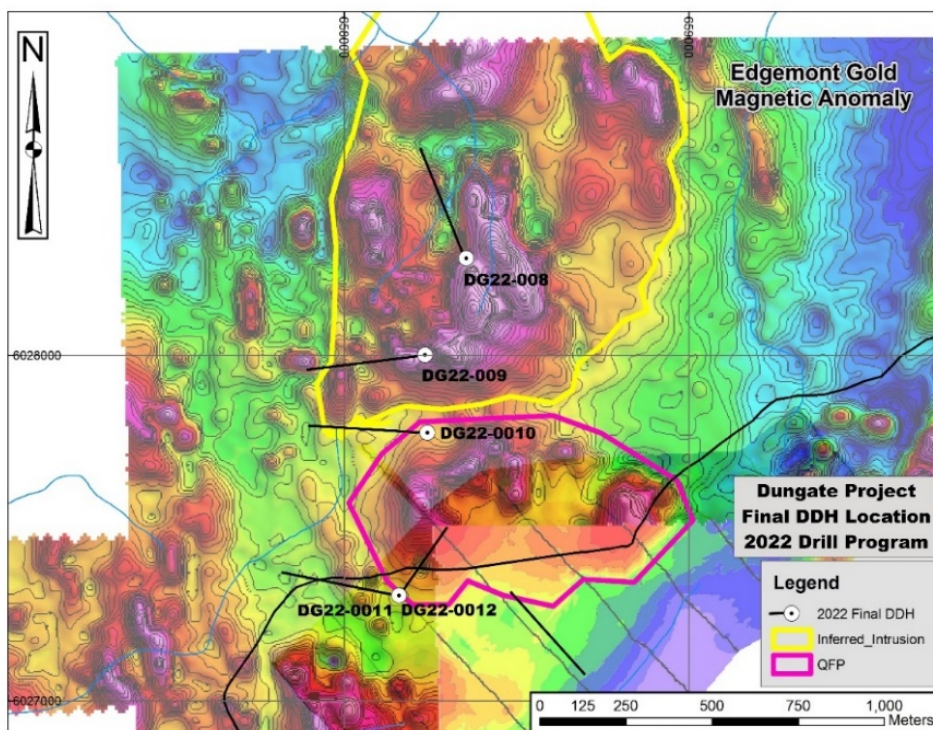 N
Edgemont Gold
Magnetic Anomaly
DG22-008
6028000
DG22-009
DG22-0010
Dungate Project
Final DDH Location
2022 Drill Program
Legend
2022 Final DDH
Inferred_Intrusion
QFP
DG22-0011 DG22-0012
6027000
0 125 250 500 750 1,000
Meters